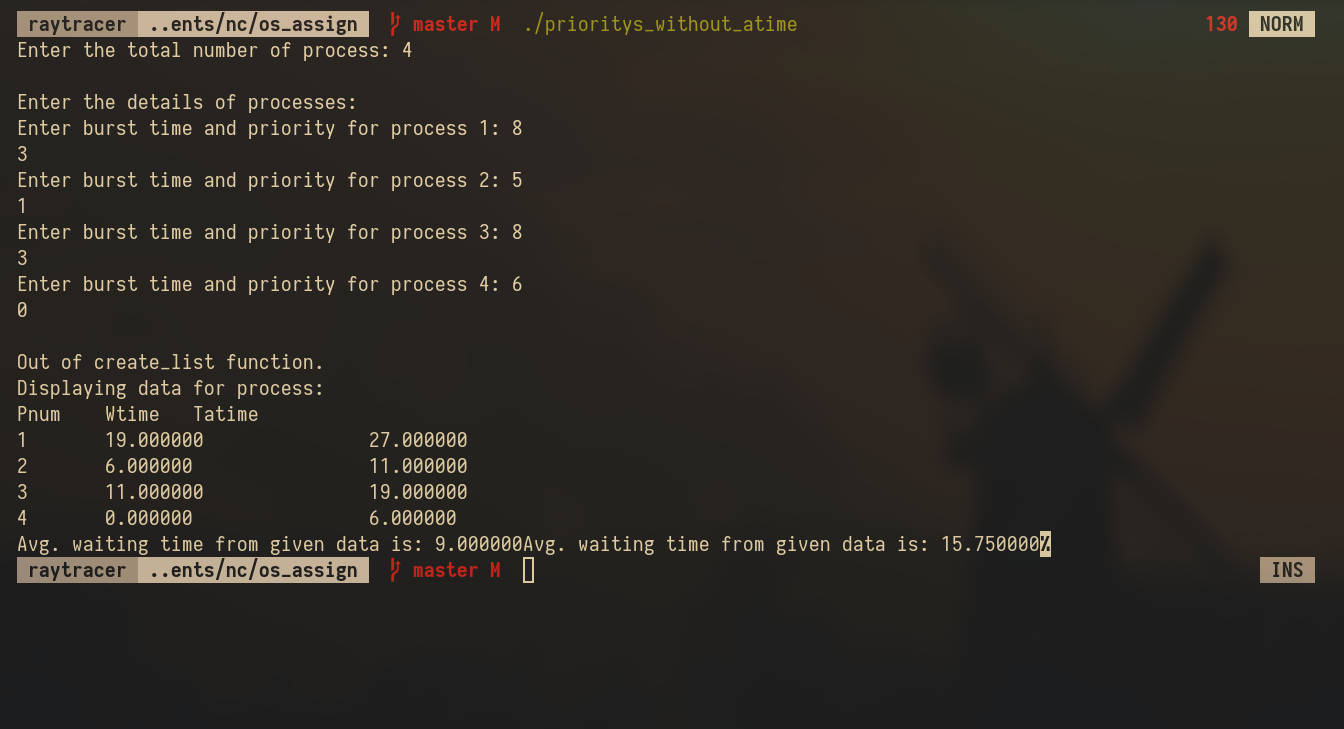 raytracer ..ents/nc/os_assign master M ./prioritys_without_atime 130 NORM
Enter the total number of process: 4
Enter the details of processes:
Enter burst time and priority for process 1: 8
3
Enter burst time and priority for process 2: 5
1
Enter burst time and priority for process 3: 8
3
Enter burst time and priority for process 4: 6
0
Out of create_list function.
Displaying data for process:
Pnum Wtime Tatime
1 19.000000 27.000000
2 6.000000 11.000000
3 11.000000 19.000000
4 0.000000 6.000000
Avg. waiting time from given data is: 9.000000Avg. waiting time from given data is: 15.750000%
raytracer ..ents/nc/os_assign master M INS